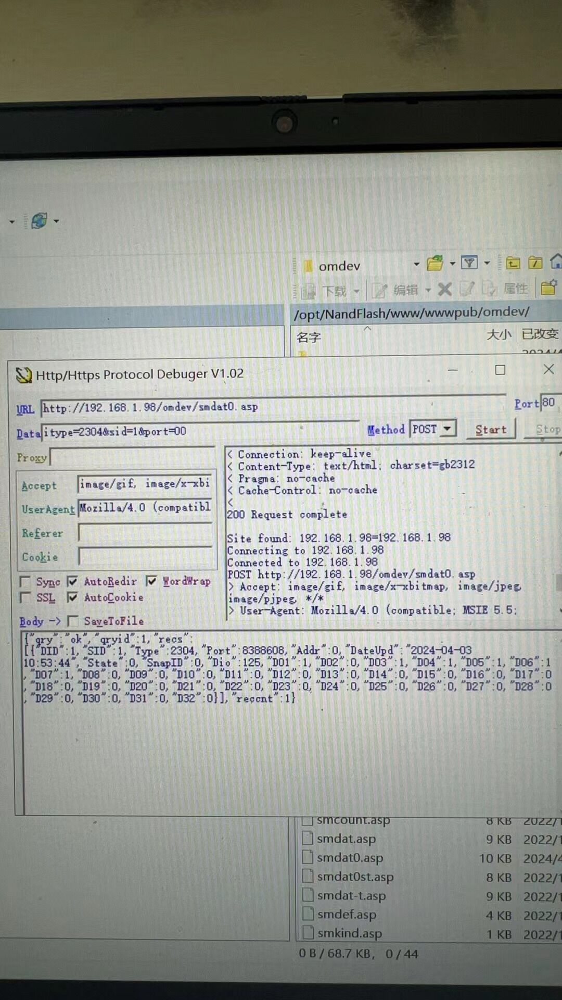 omdev
下载 编辑 属性
/opt/NandFlash/www/wwwpub/omdev/
名字 大小 已改变
Http/Https Protocol Debuger V1.02
URL http://192.168.1.98/omdev/smdat0.asp Port 80
Data itype=2304&sid=1&port=00 Method POST Start Stop
Proxy
Accept image/gif, image/x-xbi
UserAgent Mozilla/4.0 (compatibl
Referer
Cookie
Sync AutoRedir WordWrap
SSL AutoCookie
Body -> SaveToFile
< Connection: keep-alive
< Content-Type: text/html; charset=gb2312
< Pragma: no-cache
< Cache-Control: no-cache
<
200 Request complete
Site found: 192.168.1.98=192.168.1.98
Connecting to 192.168.1.98
Connected to 192.168.1.98
POST http://192.168.1.98/omdev/smdat0.asp
> Accept: image/gif, image/x-xbitmap, image/jpeg,
image/pjpeg, */*
> User-Agent: Mozilla/4.0 (compatible; MSIE 5.5;
{"qry":"ok","qryid":1,"recs":
[{"DID":1,"SID":1,"Type":2304,"Port":8388608,"Addr":0,"DateUpd":"2024-04-03
10:53:44","State":0,"SnapID":0,"Dio":125,"D01":1,"D02":0,"D03":1,"D04":1,"D05":1,"D06":1
,"D07":1,"D08":0,"D09":0,"D10":0,"D11":0,"D12":0,"D13":0,"D14":0,"D15":0,"D16":0,"D17":0
,"D18":0,"D19":0,"D20":0,"D21":0,"D22":0,"D23":0,"D24":0,"D25":0,"D26":0,"D27":0,"D28":0
,"D29":0,"D30":0,"D31":0,"D32":0}],"reccnt":1}
smcount.asp 8 KB 2022/1
smdat.asp 9 KB 2022/1
smdat0.asp 10 KB 2024/4
smdat0st.asp 8 KB 2022/1
smdat-t.asp 9 KB 2022/1
smdef.asp 4 KB 2022/1
smkind.asp 1 KB 2022/1
0 B / 68.7 KB, 0 / 44